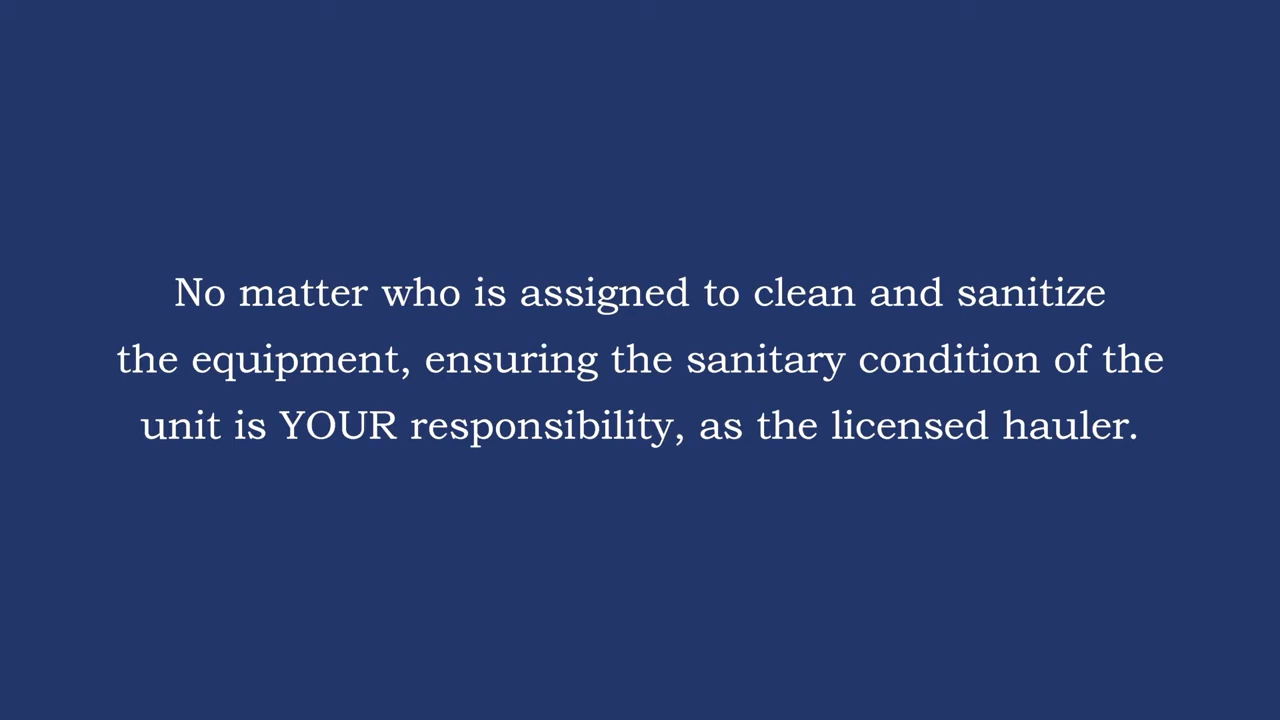 No matter who is assigned to clean and sanitize
the equipment, ensuring the sanitary condition of the
unit is YOUR responsibility, as the licensed hauler.